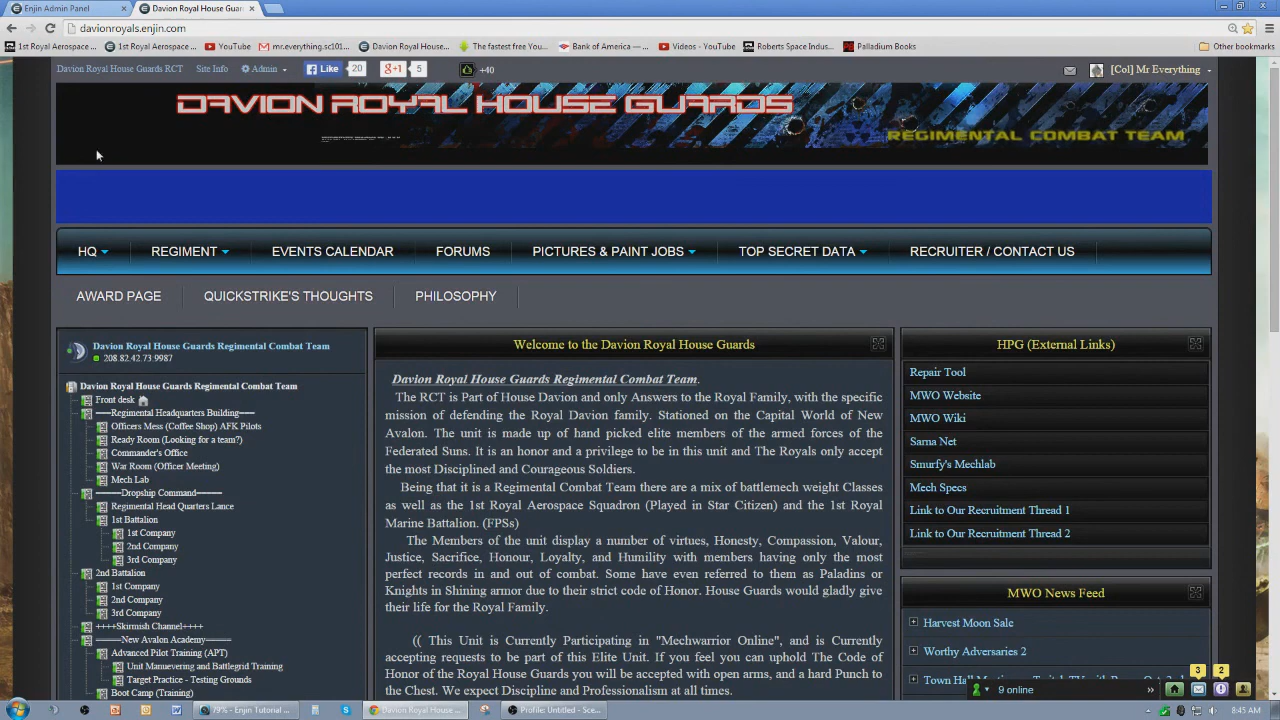 Enjin Admin Panel
Davion Royal House Guar
davionroyals.enjin.com
1st Royal Aerospace...
1st Royal Aerospace...
YouTube
mr.everything.sc101...
Davion Royal House...
The fastest free You...
Bank of America —...
Videos - YouTube
Roberts Space Indus...
Palladium Books
Other bookmarks
Davion Royal House Guards RCT
Site Info
Admin
Like
20
+1
5
+40
[Col] Mr Everything
DAVION ROYAL HOUSE GUARDS
REGIMENTAL COMBAT TEAM
HQ
REGIMENT
EVENTS CALENDAR
FORUMS
PICTURES & PAINT JOBS
TOP SECRET DATA
RECRUITER / CONTACT US
AWARD PAGE
QUICKSTRIKE'S THOUGHTS
PHILOSOPHY
Davion Royal House Guards Regimental Combat Team
208.82.42.73:9987
Davion Royal House Guards Regimental Combat Team
Front desk
══Regimental Headquarters Building══
Officers Mess (Coffee Shop) AFK Pilots
Ready Room (Looking for a team?)
Commander's Office
War Room (Officer Meeting)
Mech Lab
═══Dropship Command═══
Regimental Head Quarters Lance
1st Battalion
1st Company
2nd Company
3rd Company
2nd Battalion
1st Company
2nd Company
3rd Company
++++Skirmish Channel++++
═══New Avalon Academy═══
Advanced Pilot Training (APT)
Unit Manuevering and Battlegrid Training
Target Practice - Testing Grounds
Boot Camp (Training)
Welcome to the Davion Royal House Guards
Davion Royal House Guards Regimental Combat Team.
The RCT is Part of House Davion and only Answers to the Royal Family, with the specific
mission of defending the Royal Davion family. Stationed on the Capital World of New
Avalon. The unit is made up of hand picked elite members of the armed forces of the
Federated Suns. It is an honor and a privilege to be in this unit and The Royals only accept
the most Disciplined and Courageous Soldiers.
Being that it is a Regimental Combat Team there are a mix of battlemech weight Classes
as well as the 1st Royal Aerospace Squadron (Played in Star Citizen) and the 1st Royal
Marine Battalion. (FPSs)
The Members of the unit display a number of virtues, Honesty, Compassion, Valour,
Justice, Sacrifice, Honour, Loyalty, and Humility with members having only the most
perfect records in and out of combat. Some have even referred to them as Paladins or
Knights in Shining armor due to their strict code of Honor. House Guards would gladly give
their life for the Royal Family.
(( This Unit is Currently Participating in "Mechwarrior Online", and is Currently
accepting requests to be part of this Elite Unit. If you feel you can uphold The Code of
Honor of the Royal House Guards you will be accepted with open arms, and a hard Punch to
the Chest. We expect Discipline and Professionalism at all times.
HPG (External Links)
Repair Tool
MWO Website
MWO Wiki
Sarna Net
Smurfy's Mechlab
Mech Specs
Link to Our Recruitment Thread 1
Link to Our Recruitment Thread 2
MWO News Feed
Harvest Moon Sale
Worthy Adversaries 2
9 online
3
2
79% - Enjin Tutorial ...
Davion Royal House ...
Profile: Untitled - Sce...
8:45 AM